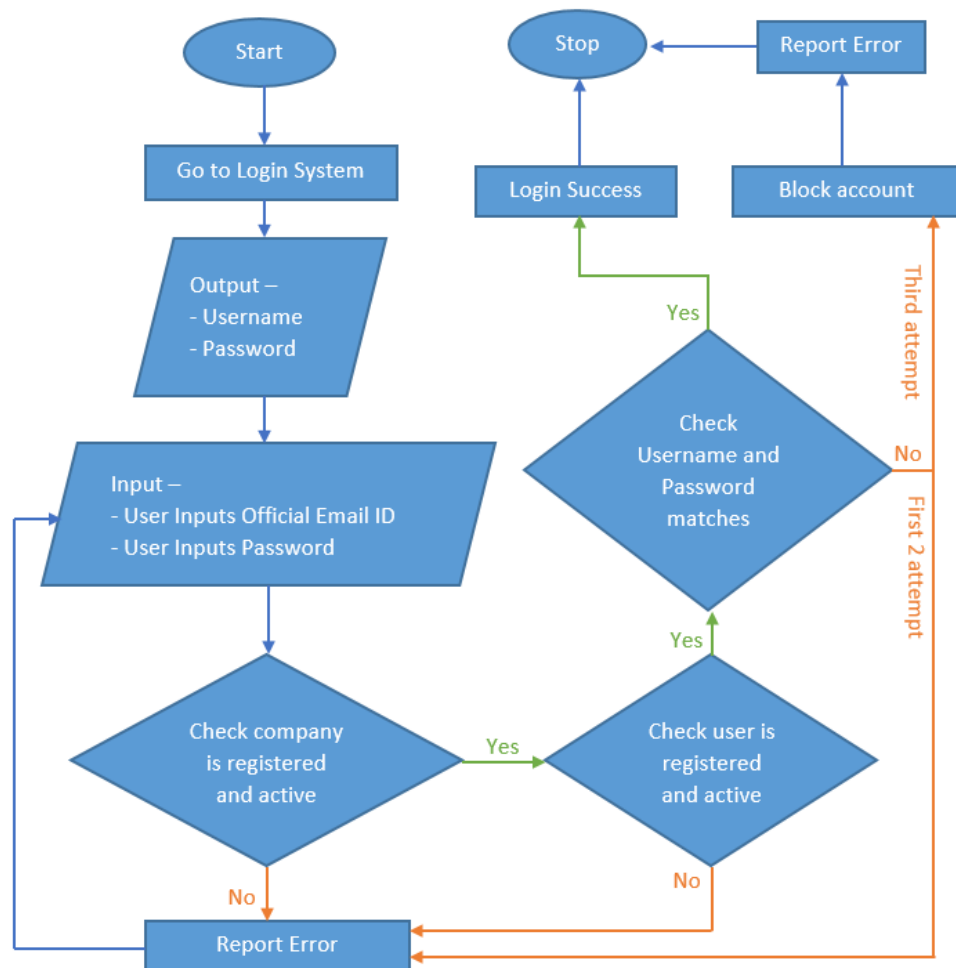 Start
Go to Login System
Output –
- Username
- Password
Input –
- User Inputs Official Email ID
- User Inputs Password
Check company
is registered
and active
Yes
No
Report Error
Check user is
registered
and active
Yes
No
Check
Username and
Password
matches
Yes
No
First 2 attempt
Third attempt
Login Success
Block account
Report Error
Stop